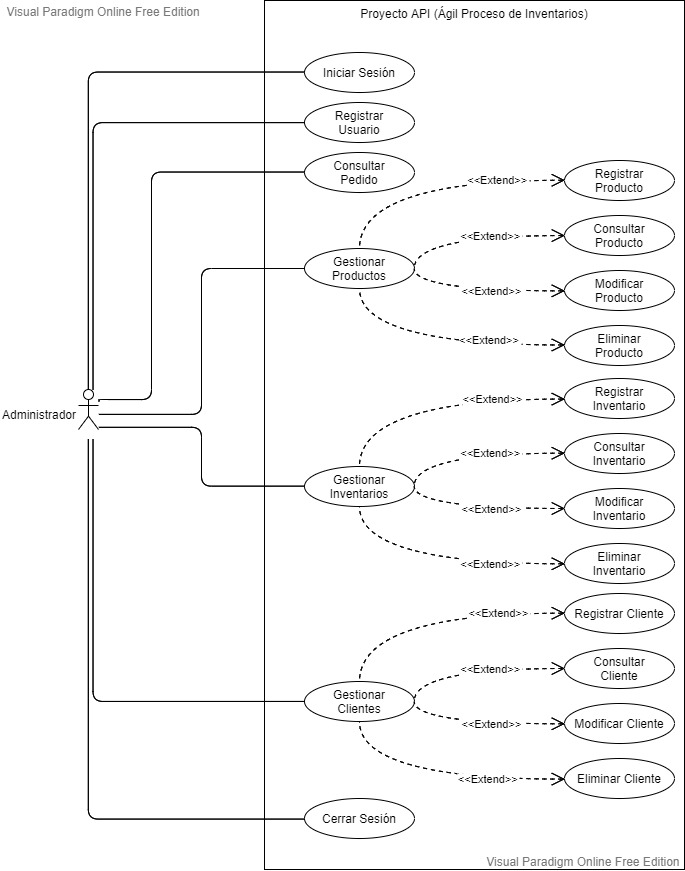 Visual Paradigm Online Free Edition
Proyecto API (Ágil Proceso de Inventarios)
Iniciar Sesión
Registrar
Usuario
Consultar
Pedido
<<Extend>>
Registrar
Producto
<<Extend>>
Consultar
Producto
Gestionar
Productos
<<Extend>>
Modificar
Producto
<<Extend>>
Eliminar
Producto
Administrador
<<Extend>>
Registrar
Inventario
<<Extend>>
Consultar
Inventario
Gestionar
Inventarios
<<Extend>>
Modificar
Inventario
<<Extend>>
Eliminar
Inventario
<<Extend>>
Registrar Cliente
<<Extend>>
Consultar
Cliente
Gestionar
Clientes
<<Extend>>
Modificar Cliente
<<Extend>>
Eliminar Cliente
Cerrar Sesión
Visual Paradigm Online Free Edition